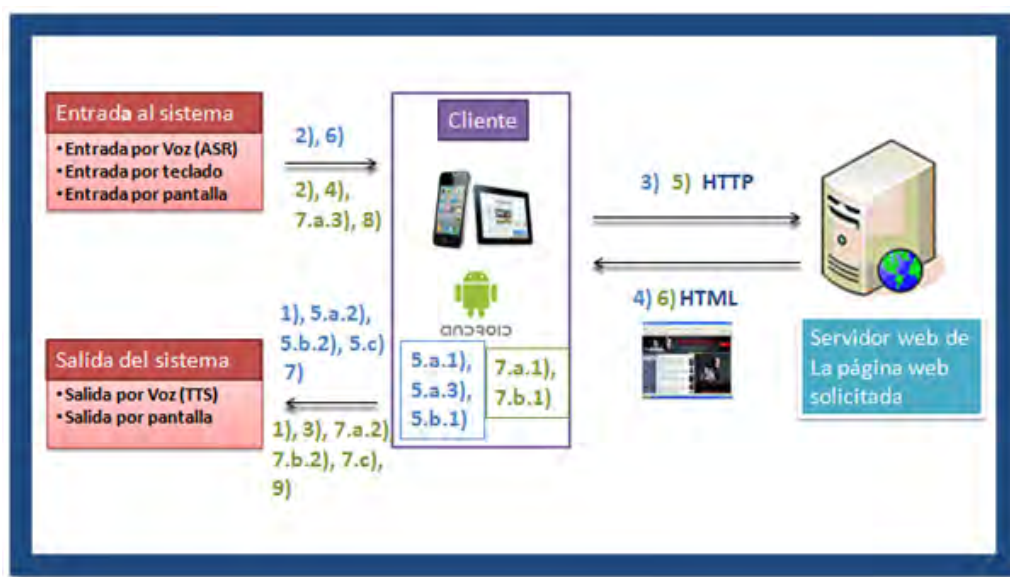 Entrada al sistema
• Entrada por Voz (ASR)
• Entrada por teclado
• Entrada por pantalla
2), 6)
2), 4),
7.a.3), 8)
Cliente
ANDROID
3) 5) HTTP
4) 6) HTML
Servidor web de
La página web
solicitada
Salida del sistema
• Salida por Voz (TTS)
• Salida por pantalla
1), 5.a.2),
5.b.2), 5.c)
7)
1), 3), 7.a.2)
7.b.2), 7.c),
9)
5.a.1),
5.a.3),
5.b.1)
7.a.1),
7.b.1)